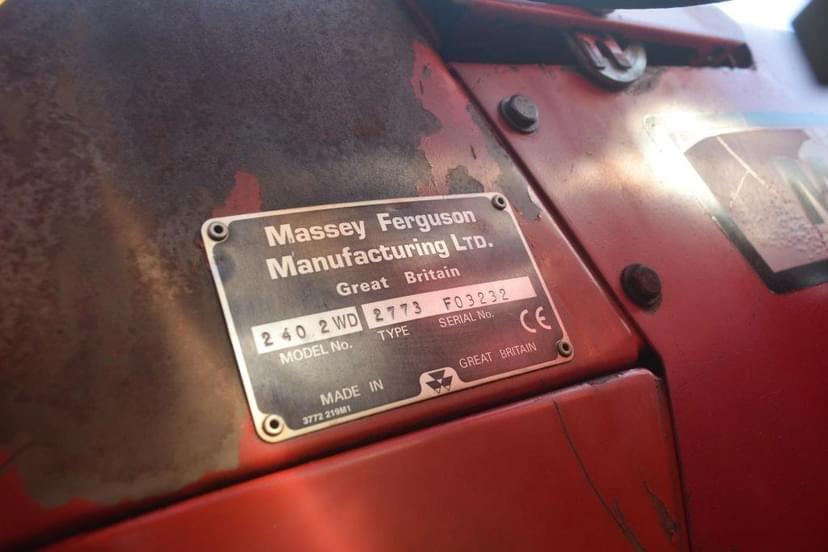 Massey Ferguson
Manufacturing LTD.
Great Britain
240.2WD 2773 F03232
MODEL No. TYPE SERIAL No.
CE
MADE IN GREAT BRITAIN
3772 219M1